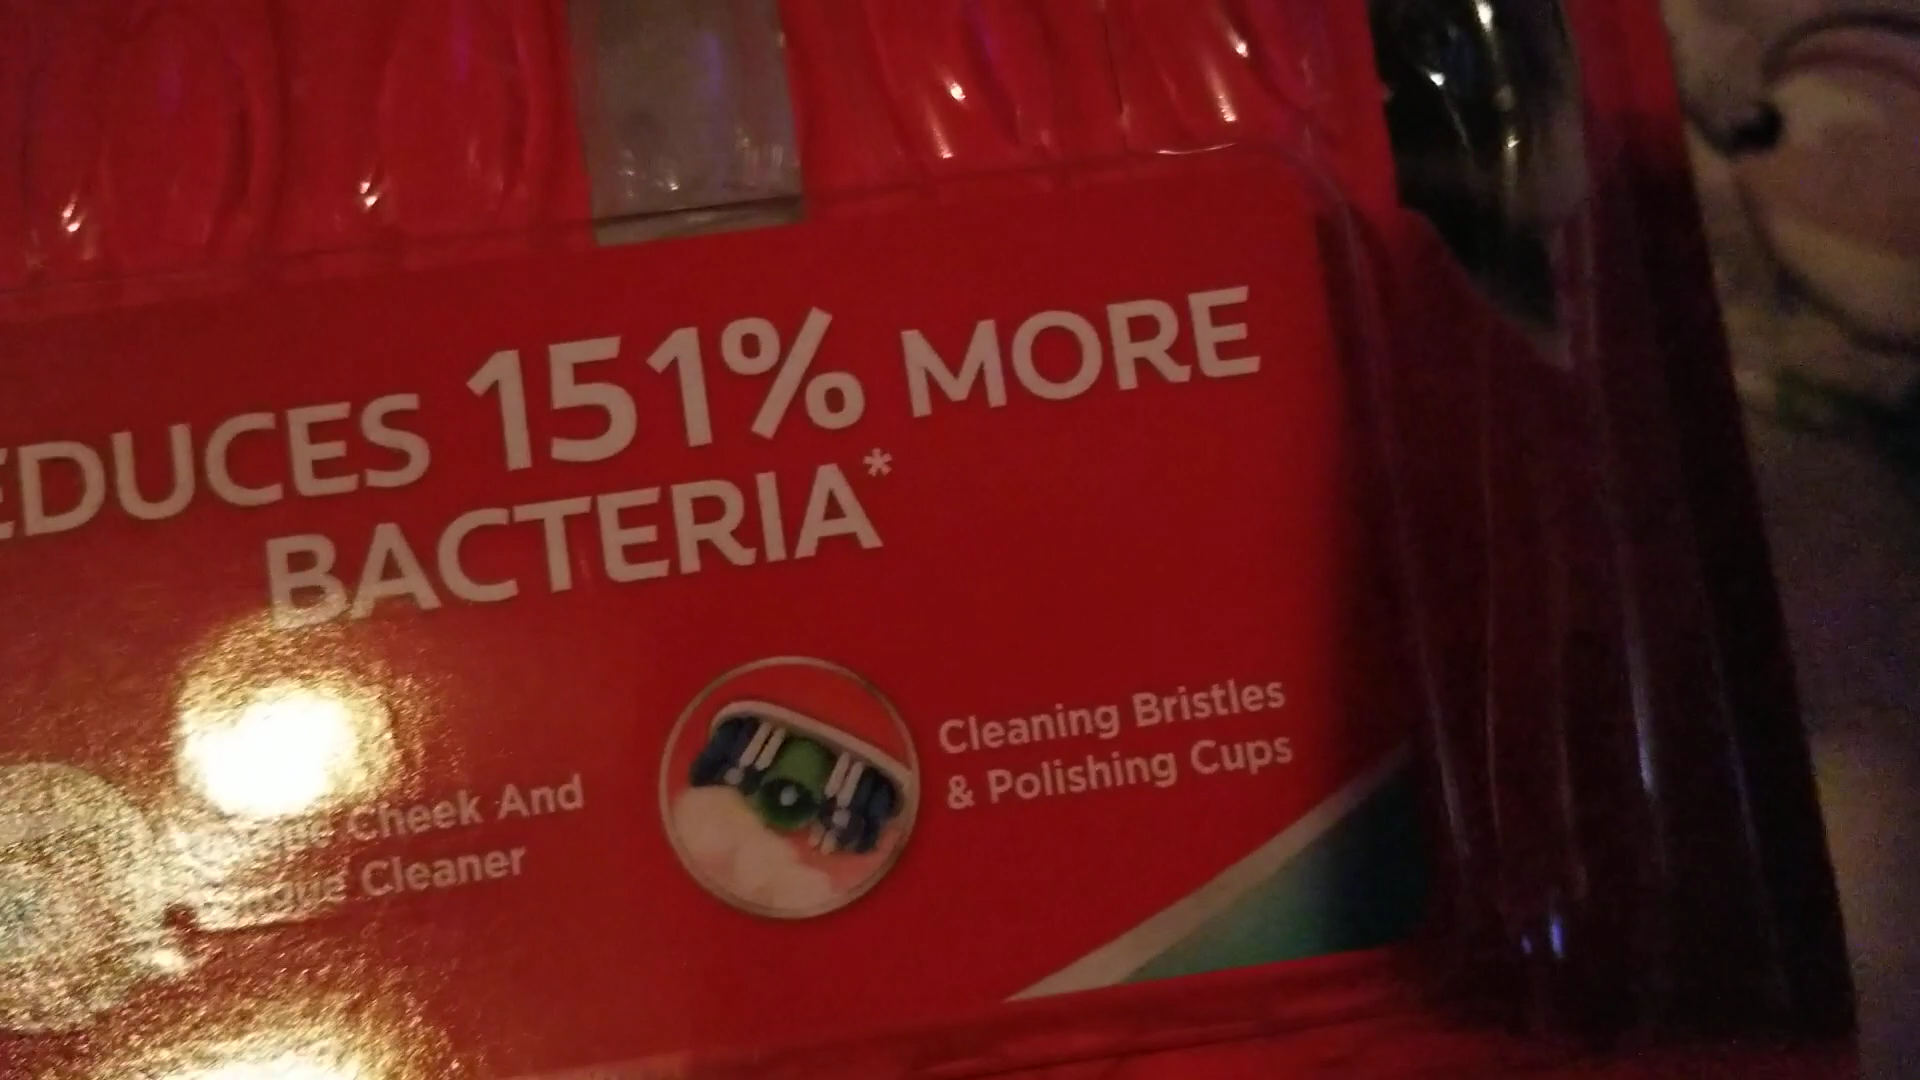 EDUCES 151% MORE
BACTERIA*
Cheek And
Cleaner
Cleaning Bristles
& Polishing Cups